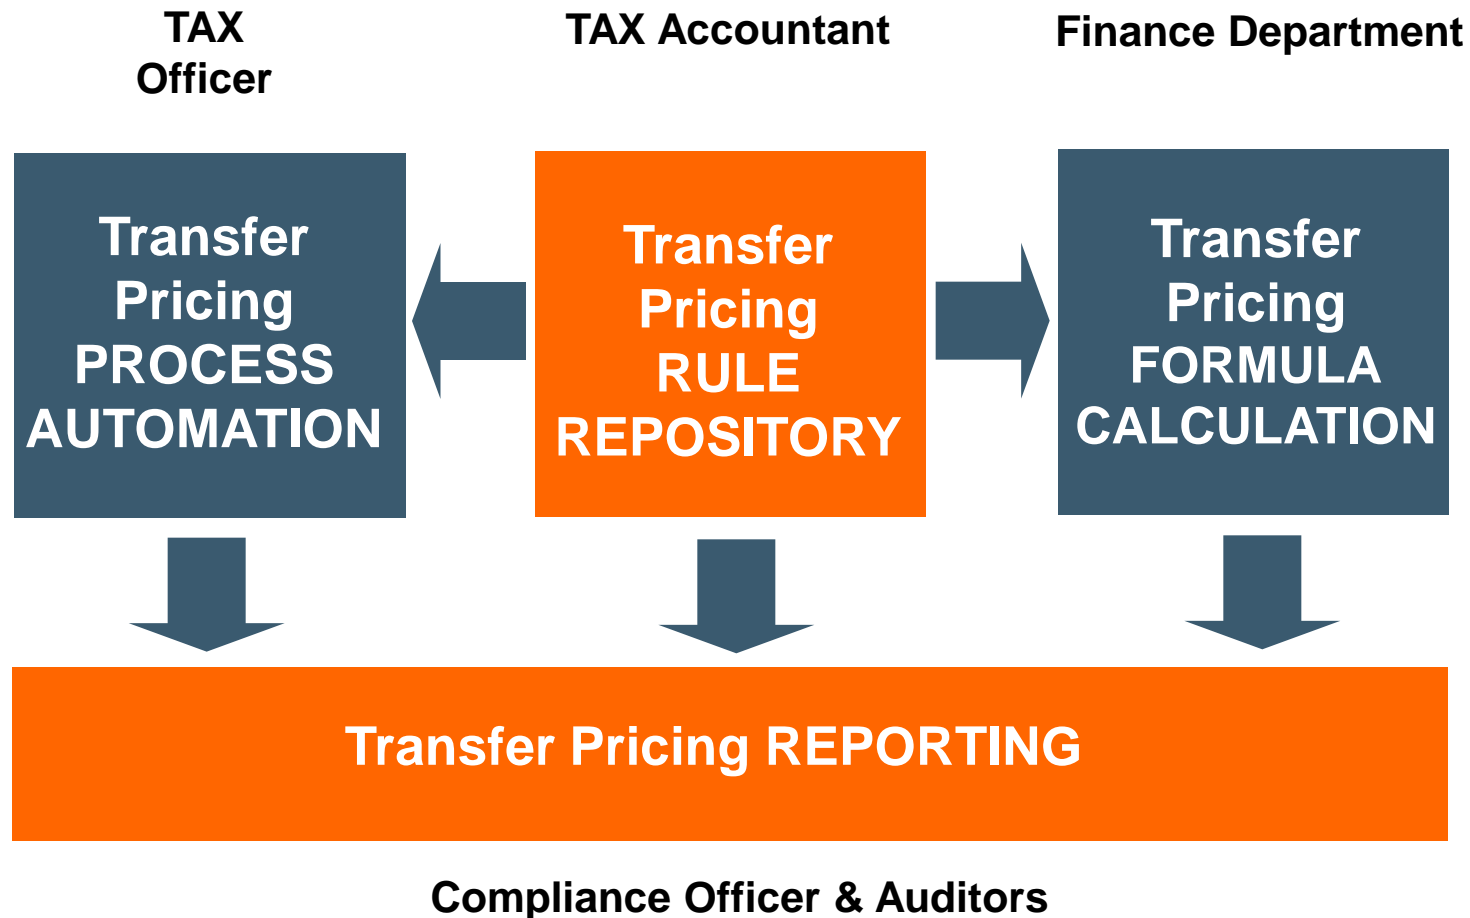 TAX
Officer
TAX Accountant
Finance Department
Transfer
Pricing
PROCESS
AUTOMATION
Transfer
Pricing
RULE
REPOSITORY
Transfer
Pricing
FORMULA
CALCULATION
Transfer Pricing REPORTING
Compliance Officer & Auditors